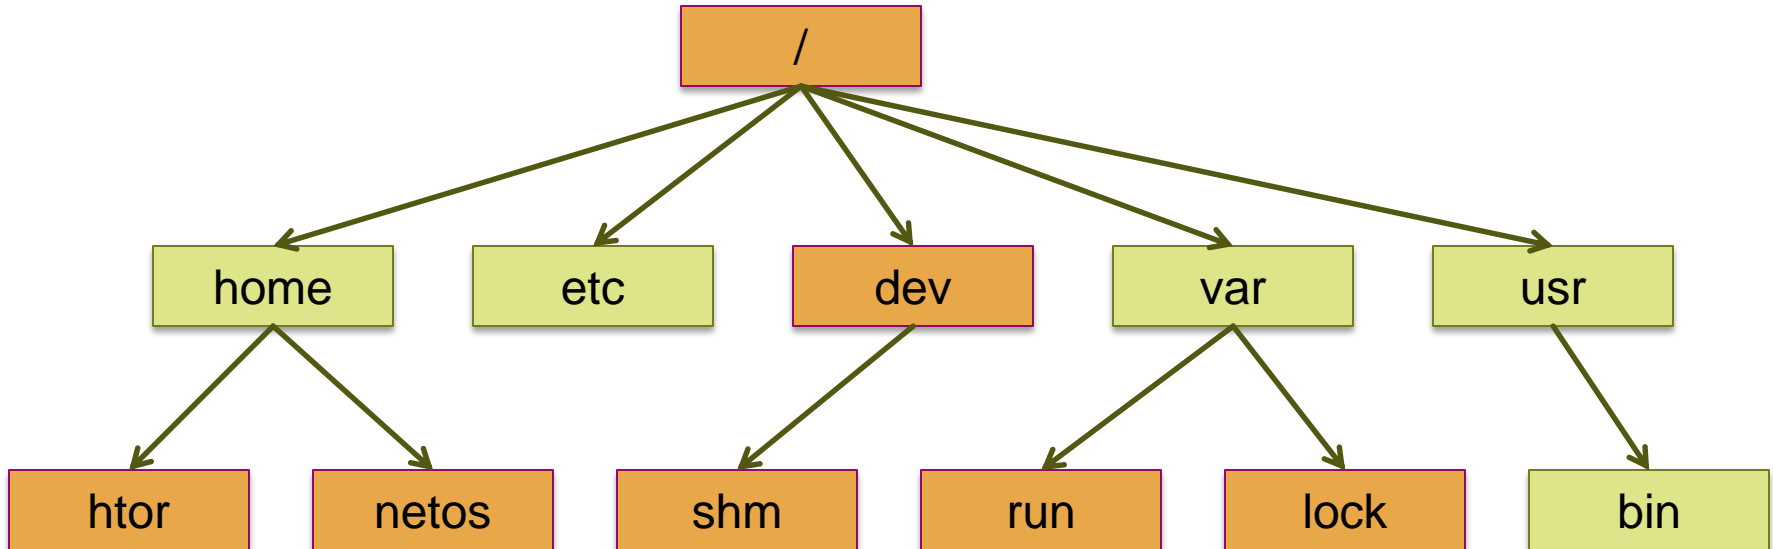 /
home
etc
dev
var
usr
htor
netos
shm
run
lock
bin